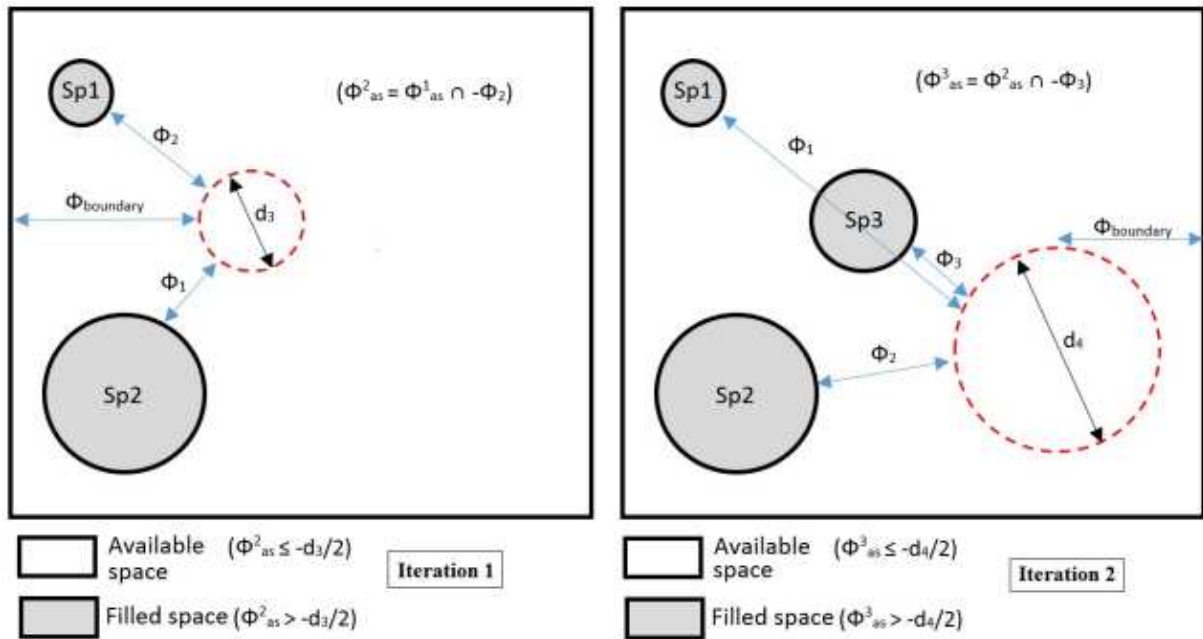 Sp1
(Φ²as = Φ¹as ∩ -Φ₂)
Φ₂
Φboundary
d₃
Φ₁
Sp2
Available space (Φ²as ≤ -d₃/2)
Iteration 1
Filled space (Φ²as > -d₃/2)
Sp1
(Φ³as = Φ²as ∩ -Φ₃)
Φ₁
Sp3
Φboundary
Φ₃
d₄
Φ₂
Sp2
Available space (Φ³as ≤ -d₄/2)
Iteration 2
Filled space (Φ³as > -d₄/2)